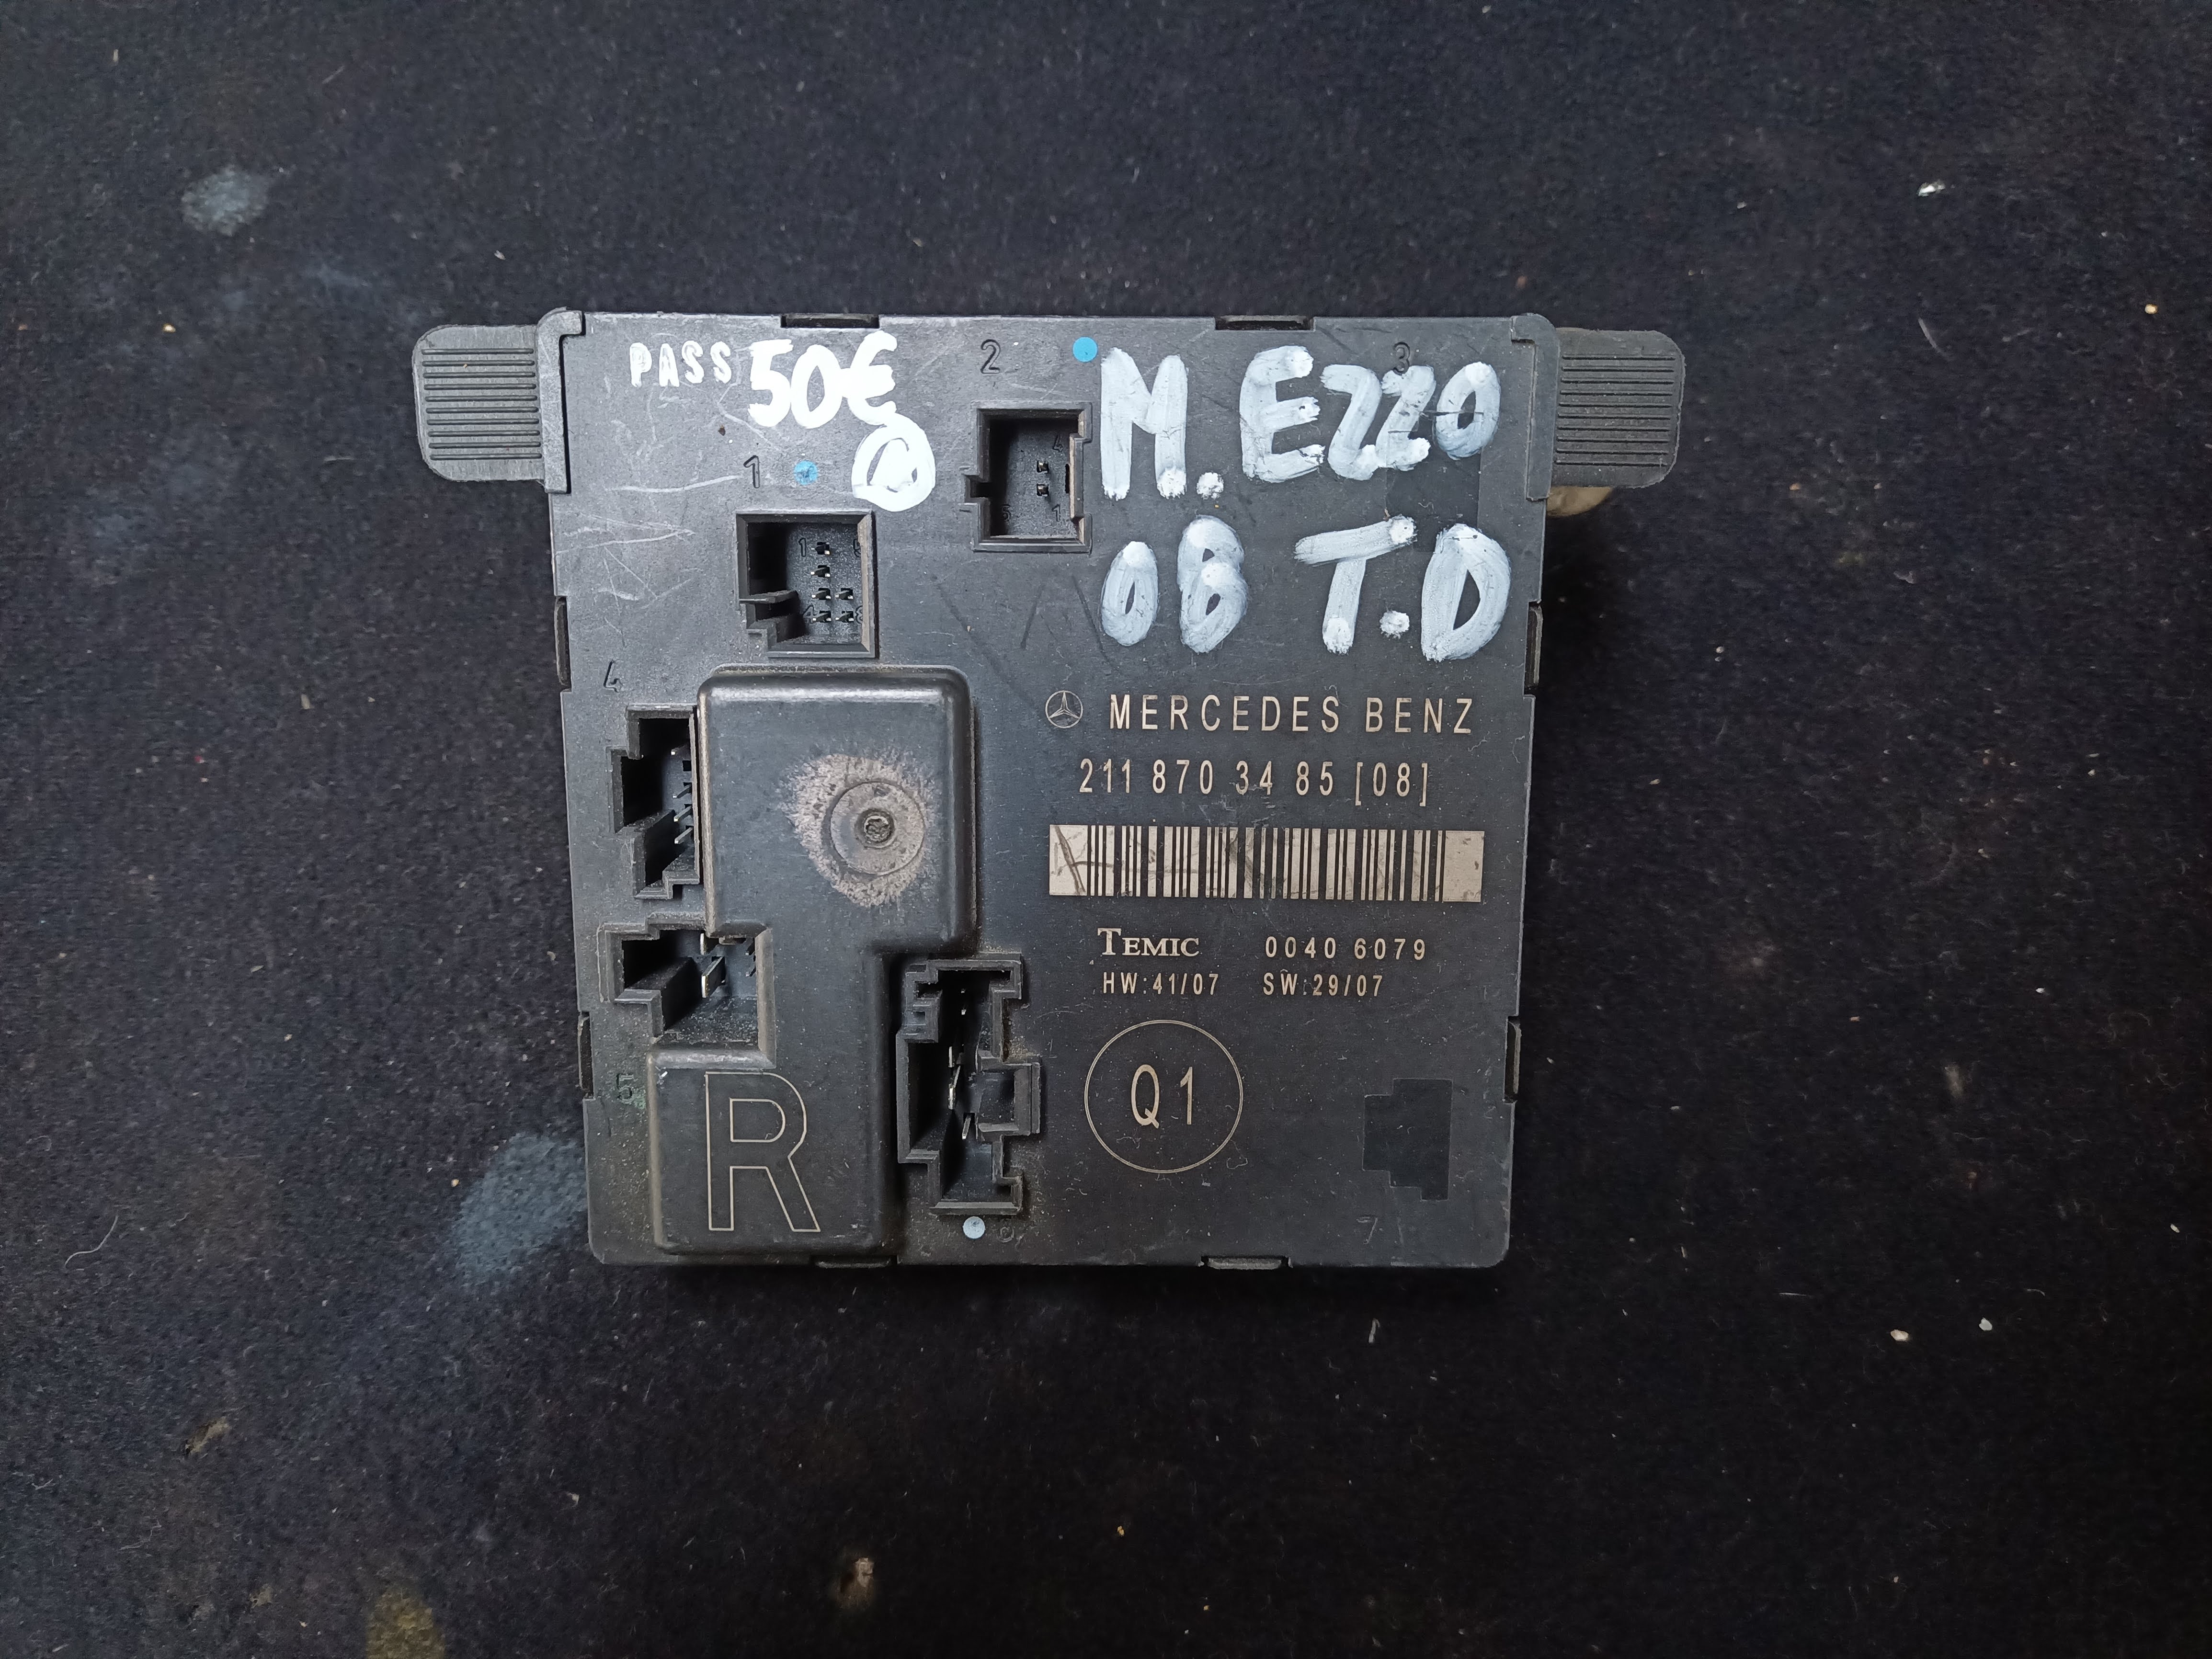 PASS 50€
M. E220
08 T.D
1
2
3
4
5
MERCEDES BENZ
211 870 34 85 [08]
TEMIC 0040 6079
HW:41/07 SW:29/07
Q1
R
7